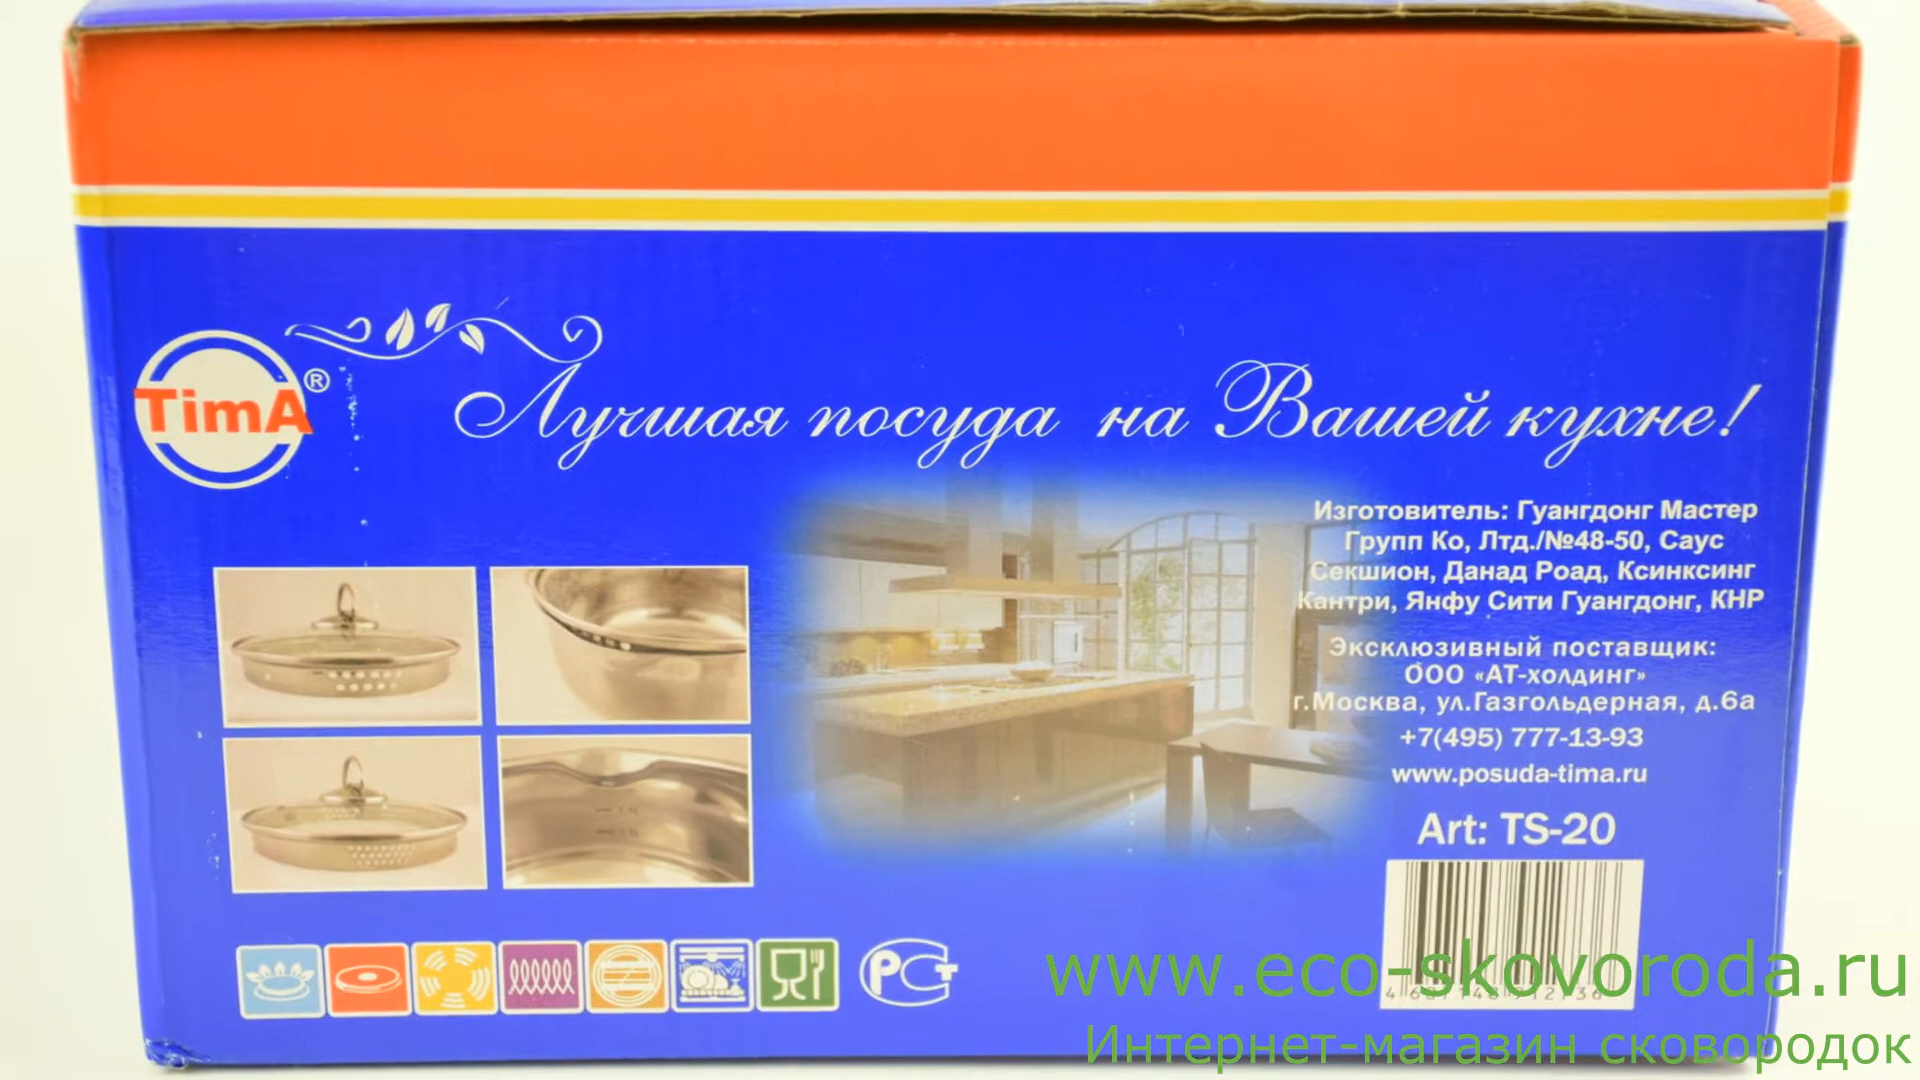 TimA®
Лучшая посуда на Вашей кухне!
Изготовитель: Гуангдонг Мастер
Групп Ко, Лтд./№48-50, Саус
Секшион, Данад Роад, Ксинксинг
Кантри, Янфу Сити Гуангдонг, КНР
Эксклюзивный поставщик:
ООО «АТ-холдинг»
г.Москва, ул.Газгольдерная, д.6а
+7(495) 777-13-93
www.posuda-tima.ru
Art: TS-20
РСТ
www.eco-skovoroda.ru
Интернет-магазин сковородок